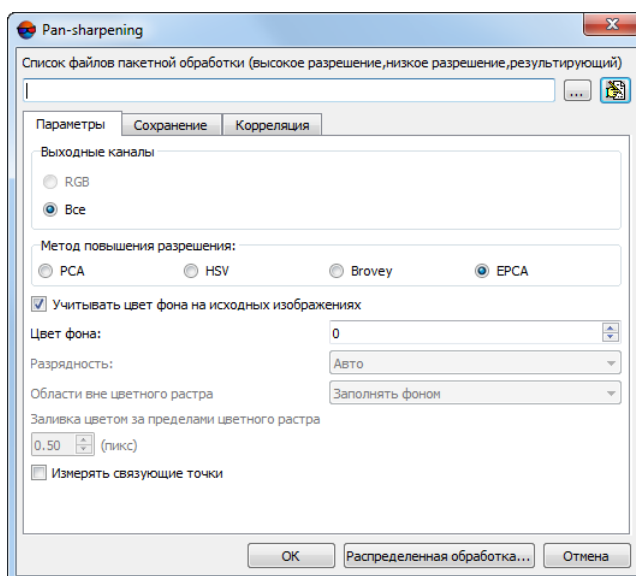 Pan-sharpening
Список файлов пакетной обработки (высокое разрешение,низкое разрешение,результирующий)
...
Параметры Сохранение Корреляция
Выходные каналы
RGB
Все
Метод повышения разрешения:
PCA HSV Brovey EPCA
Учитывать цвет фона на исходных изображениях
Цвет фона: 0
Разрядность: Авто
Области вне цветного растра Заполнять фоном
Заливка цветом за пределами цветного растра
0.50 (пикс)
Измерять связующие точки
OK Распределенная обработка... Отмена